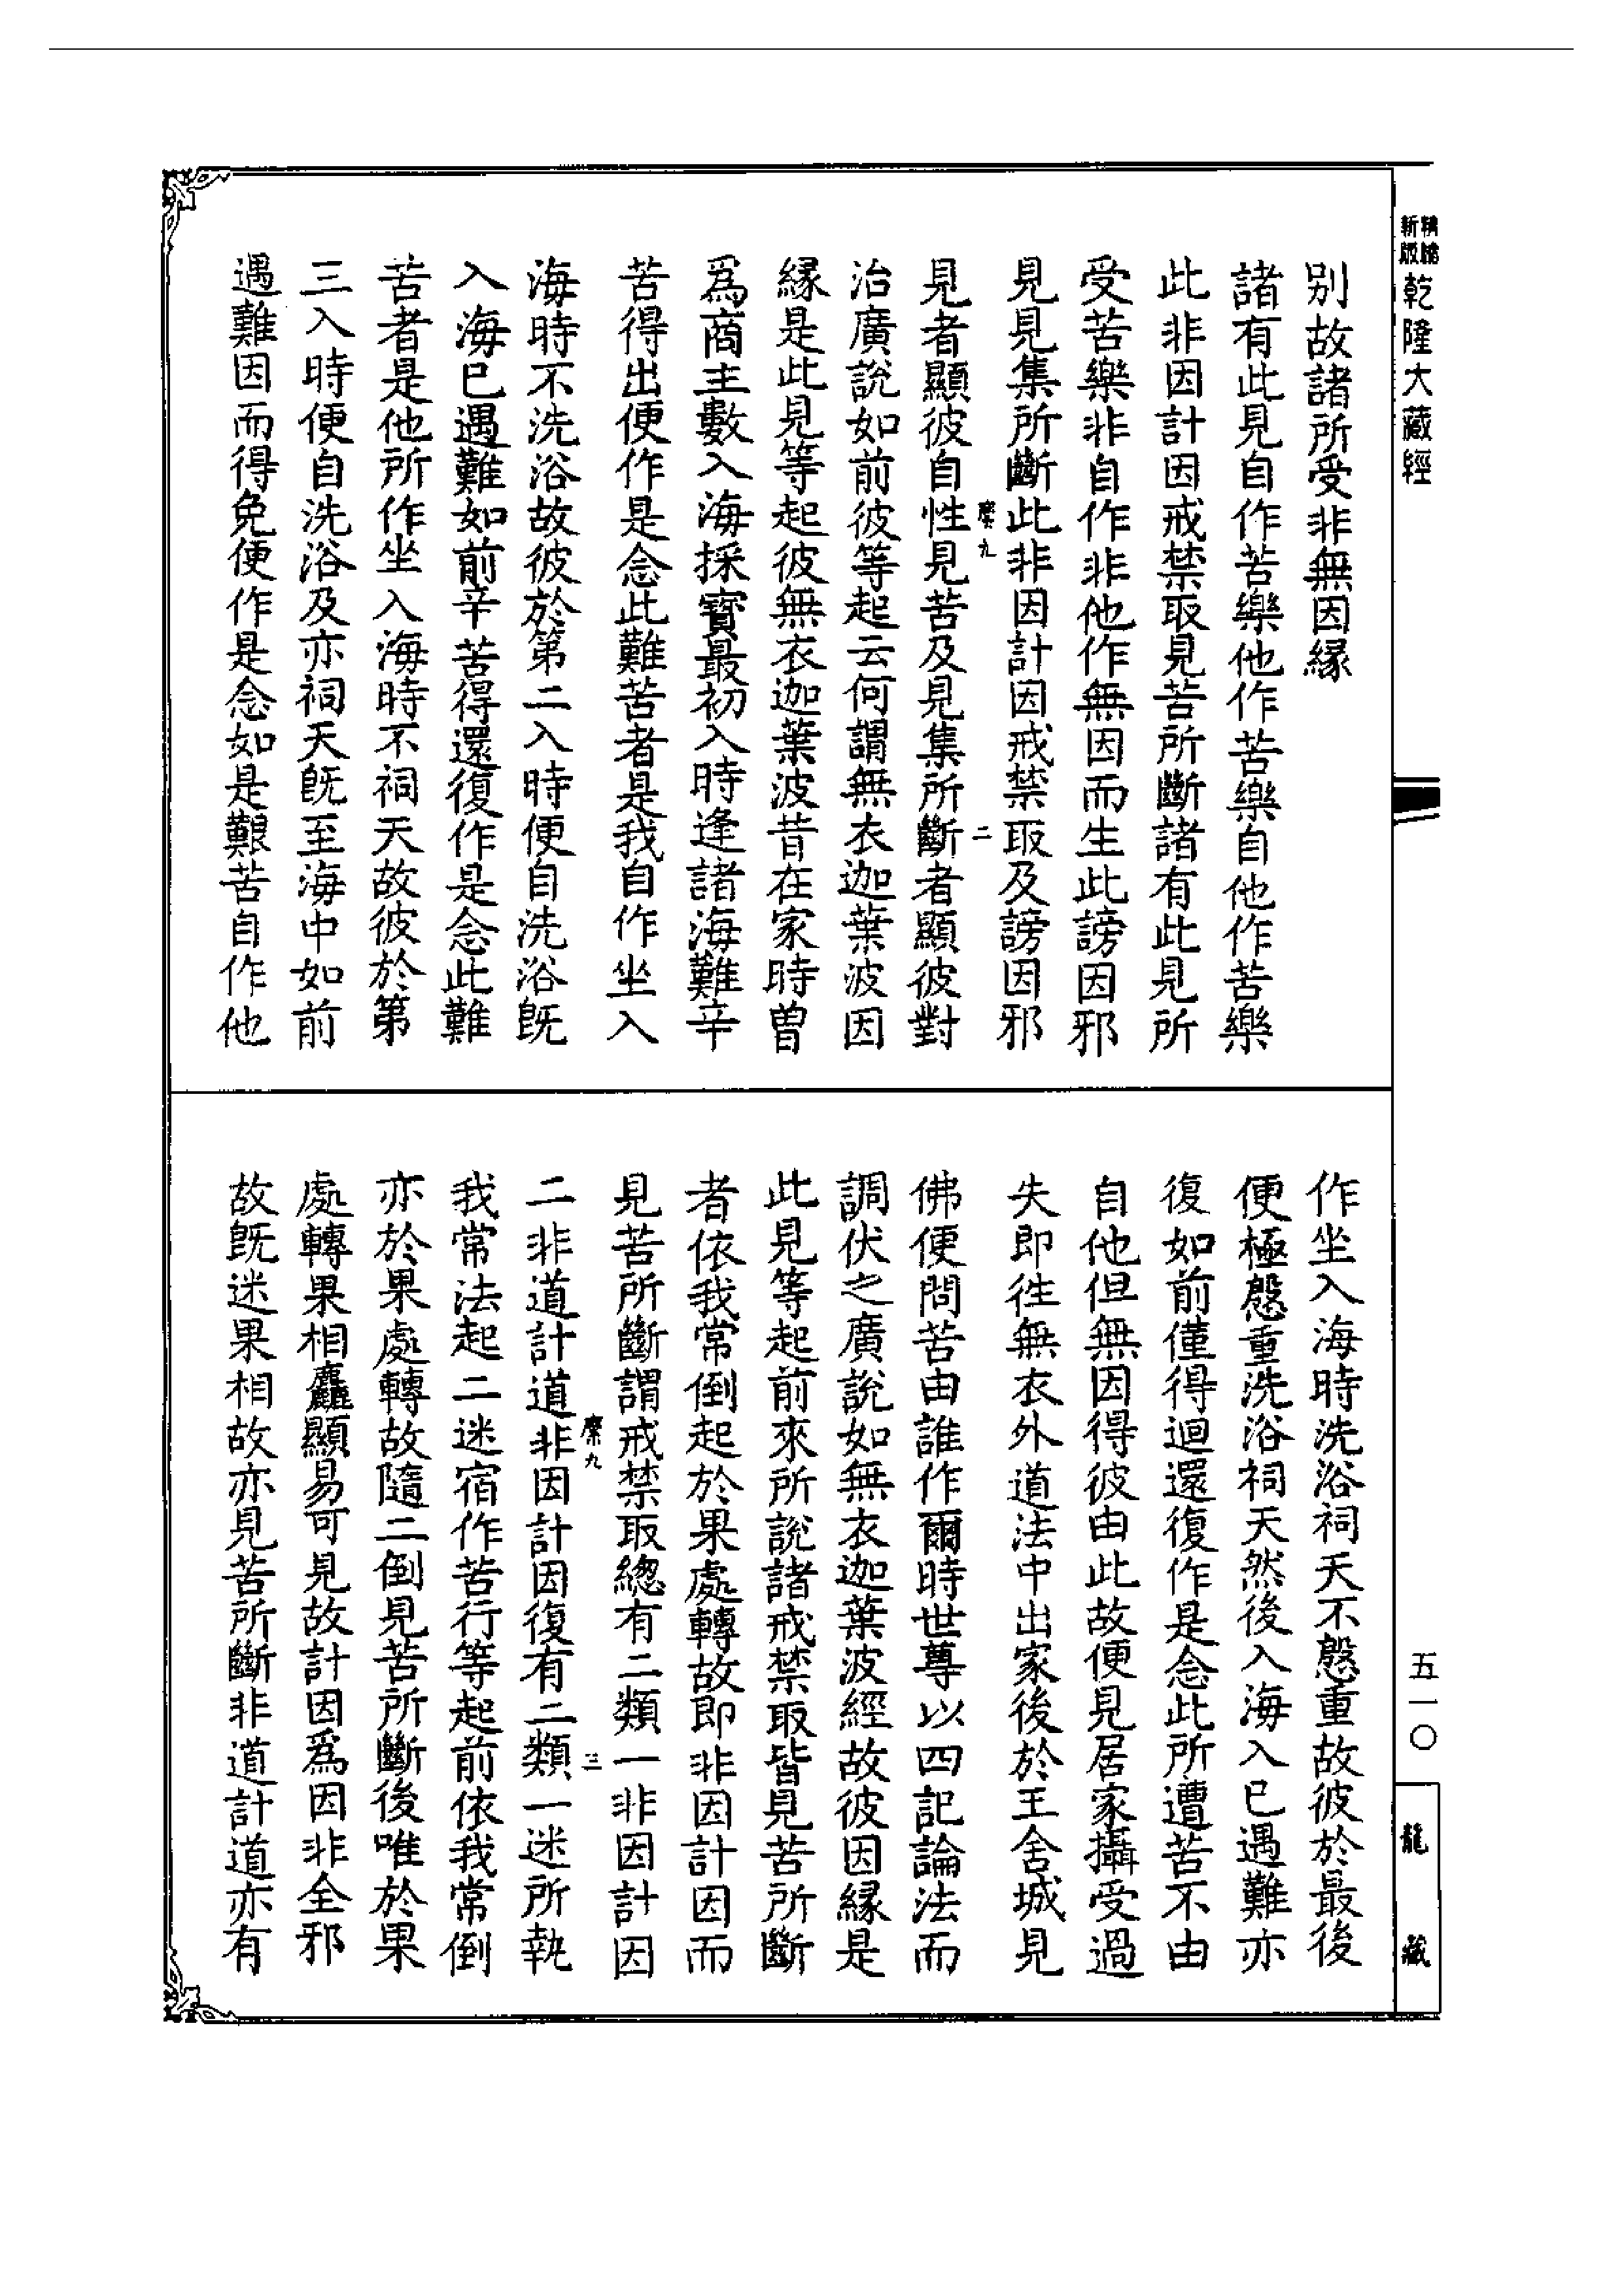 精縮
新版
乾隆大藏經
别故諸所受非無因緣
諸有此見自作苦樂他作苦樂自他作苦樂
此非因計因戒禁取見苦所斷諸有此見所
受苦樂非自作非他作無因而生此謗因邪
見見集所斷此非因計因戒禁取及謗因邪
縻九
二
見者顯彼自性見苦及見集所斷者顯彼對
治廣說如前彼等起云何謂無衣迦葉波因
緣是此見等起彼無衣迦葉波昔在家時曾
爲商主數入海採寶最初入時逢諸海難辛
苦得出便作是念此難苦者是我自作坐入
海時不洗浴故彼於第二入時便自洗浴旣
入海已遇難如前辛苦得還復作是念此難
苦者是他所作坐入海時不祠天故彼於第
三入時便自洗浴及亦祠天旣至海中如前
遇難因而得免便作是念如是艱苦自作他
作坐入海時洗浴祠天不慇重故彼於最後
便極慇重洗浴祠天然後入海入已遇難亦
復如前僅得迴還復作是念此所遭苦不由
自他但無因得彼由此故便見居家攝受過
失即徃無衣外道法中出家後於王舍城見
佛便問苦由誰作爾時世尊以四記論法而
調伏之廣說如無衣迦葉波經故彼因緣是
此見等起前來所說諸戒禁取皆見苦所斷
者依我常倒起於果處轉故即非因計因而
見苦所斷謂戒禁取總有二類一非因計因
縻九
三
二非道計道非因計因復有二類一迷所執
我常法起二迷宿作苦行等起前依我常倒
亦於果處轉故隨二倒見苦所斷後唯於果
處轉果相麤顯易可見故計因爲因非全邪
故旣迷果相故亦見苦所斷非道計道亦有
五一〇
龍藏